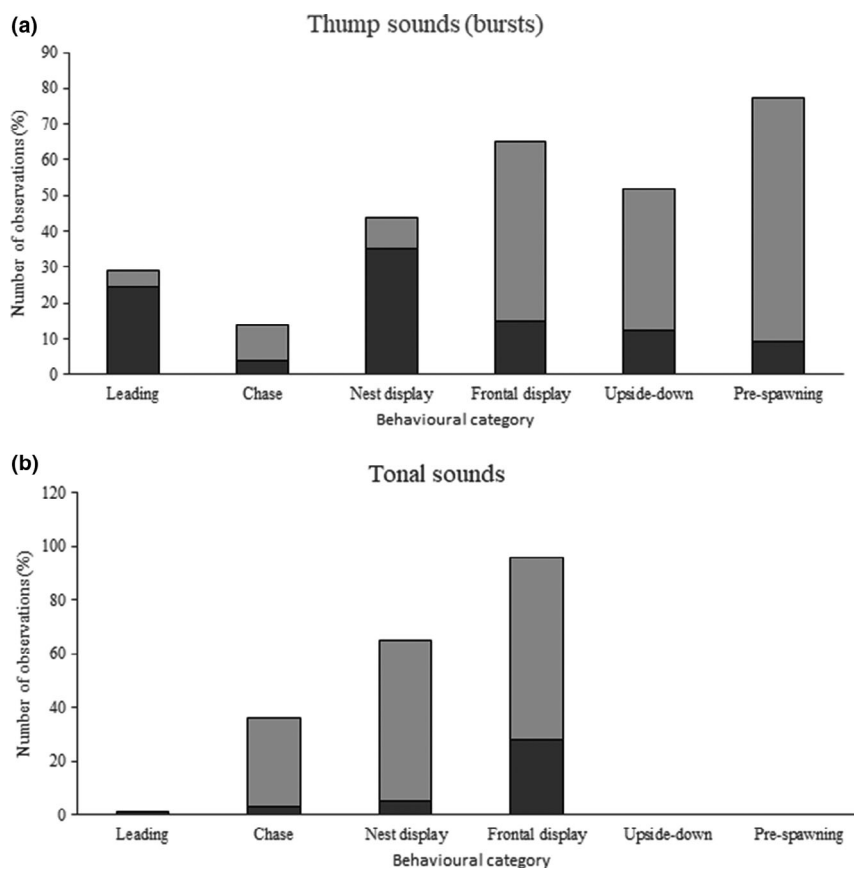 (a)
Thump sounds (bursts)
Number of observations (%)
90
80
70
60
50
40
30
20
10
0
Leading Chase Nest display Frontal display Upside-down Pre-spawning
Behavioural category
(b)
Tonal sounds
Number of observations (%)
120
100
80
60
40
20
0
Leading Chase Nest display Frontal display Upside-down Pre-spawning
Behavioural category